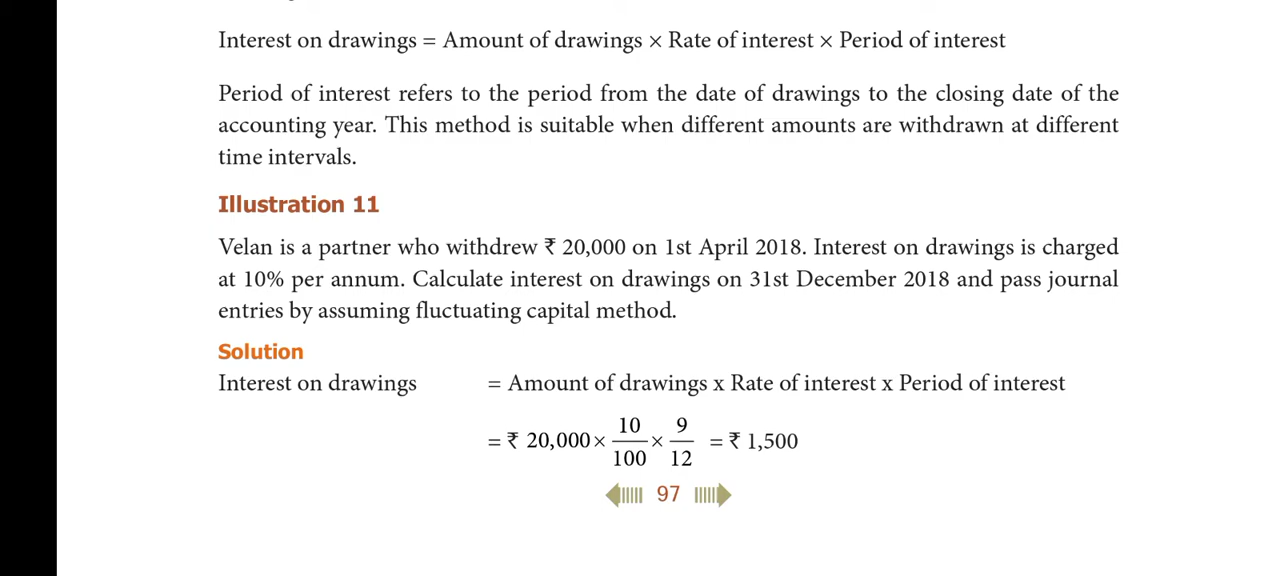 Interest on drawings = Amount of drawings × Rate of interest × Period of interest
Period of interest refers to the period from the date of drawings to the closing date of the
accounting year. This method is suitable when different amounts are withdrawn at different
time intervals.
Illustration 11
Velan is a partner who withdrew ₹ 20,000 on 1st April 2018. Interest on drawings is charged
at 10% per annum. Calculate interest on drawings on 31st December 2018 and pass journal
entries by assuming fluctuating capital method.
Solution
Interest on drawings = Amount of drawings x Rate of interest x Period of interest
= ₹ 20,000 × 10/100 × 9/12 = ₹ 1,500
97